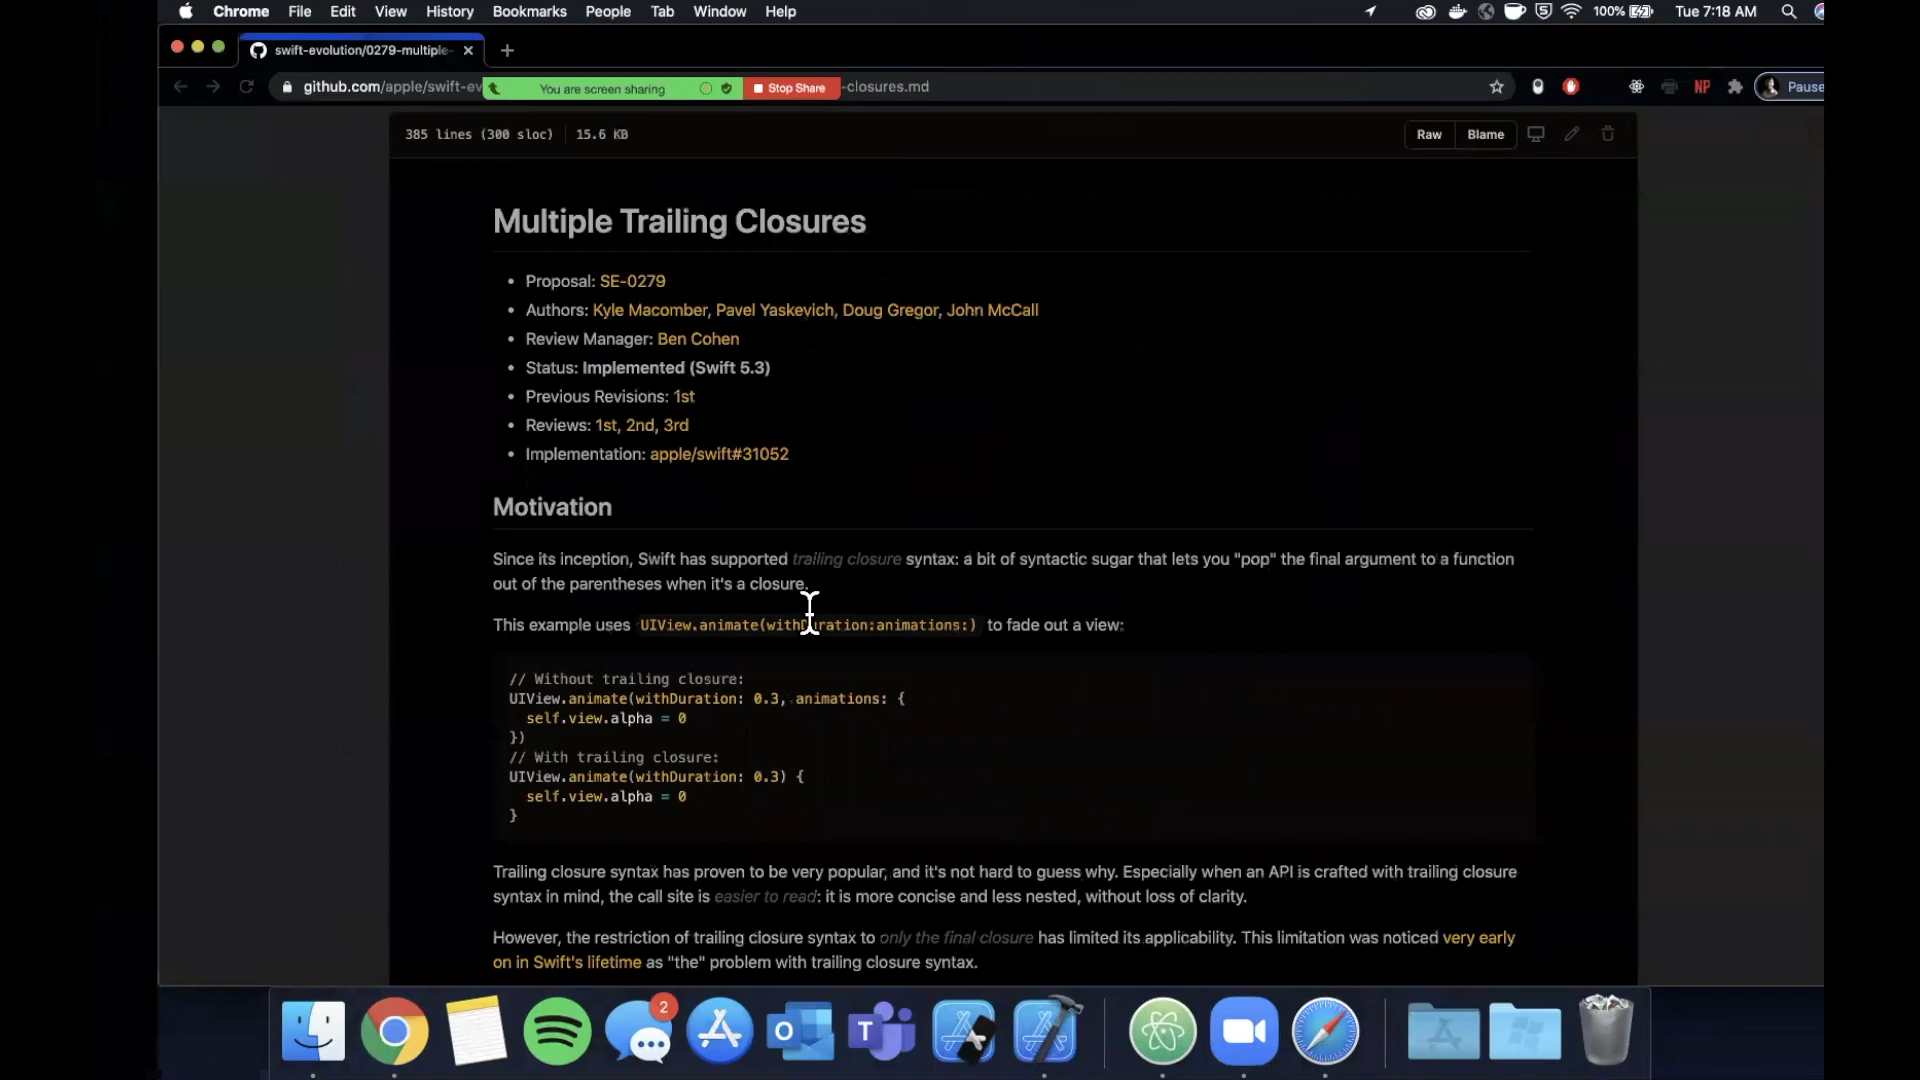 Chrome File Edit View History Bookmarks People Tab Window Help 100% Tue 7:18 AM
swift-evolution/0279-multiple-
github.com/apple/swift-ev You are screen sharing Stop Share -closures.md NP Pause
385 lines (300 sloc) 15.6 KB Raw Blame
Multiple Trailing Closures
• Proposal: SE-0279
• Authors: Kyle Macomber, Pavel Yaskevich, Doug Gregor, John McCall
• Review Manager: Ben Cohen
• Status: Implemented (Swift 5.3)
• Previous Revisions: 1st
• Reviews: 1st, 2nd, 3rd
• Implementation: apple/swift#31052
Motivation
Since its inception, Swift has supported trailing closure syntax: a bit of syntactic sugar that lets you "pop" the final argument to a function
out of the parentheses when it's a closure.
This example uses UIView.animate(withDuration:animations:) to fade out a view:
// Without trailing closure:
UIView.animate(withDuration: 0.3, animations: {
self.view.alpha = 0
})
// With trailing closure:
UIView.animate(withDuration: 0.3) {
self.view.alpha = 0
}
Trailing closure syntax has proven to be very popular, and it's not hard to guess why. Especially when an API is crafted with trailing closure
syntax in mind, the call site is easier to read: it is more concise and less nested, without loss of clarity.
However, the restriction of trailing closure syntax to only the final closure has limited its applicability. This limitation was noticed very early
on in Swift's lifetime as "the" problem with trailing closure syntax.
2